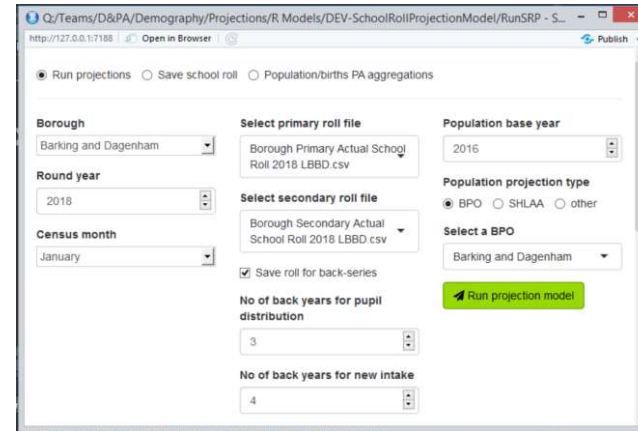 Q:/Teams/D&PA/Demography/Projections/R Models/DEV-SchoolRollProjectionModel/RunSRP - S...
http://127.0.0.1:7188
Open in Browser
Publish
Run projections
Save school roll
Population/births PA aggregations
Borough
Barking and Dagenham
Round year
2018
Census month
January
Select primary roll file
Borough Primary Actual School
Roll 2018 LBBD.csv
Select secondary roll file
Borough Secondary Actual
School Roll 2018 LBBD.csv
Save roll for back-series
No of back years for pupil
distribution
3
No of back years for new intake
4
Population base year
2016
Population projection type
BPO
SHLAA
other
Select a BPO
Barking and Dagenham
Run projection model